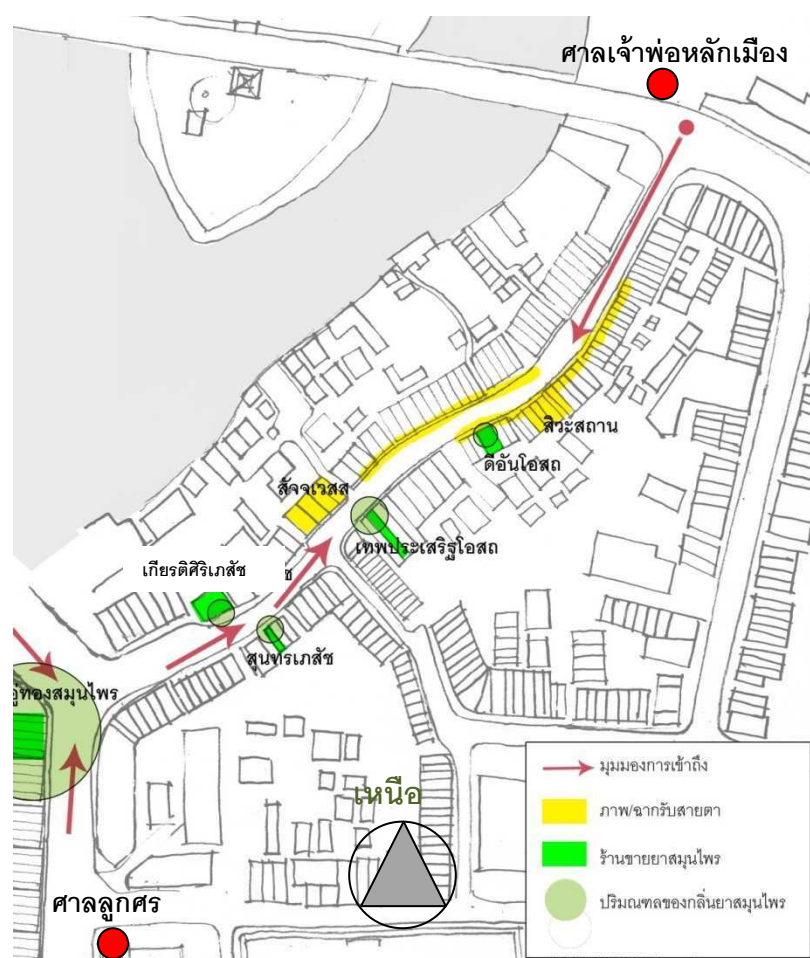 ศาลเจ้าพ่อหลักเมือง
สิวะสถาน
ดีอันโอสถ
สัจจเวสส
เทพประเสริฐโอสถ
เกียรติศิริเภสัช
ช
สุนทรเภสัช
อู่ทองสมุนไพร
เหนือ
ศาลลูกศร
มุมมองการเข้าถึง
ภาพ/ฉากรับสายตา
ร้านขายยาสมุนไพร
ปริมณฑลของกลิ่นยาสมุนไพร